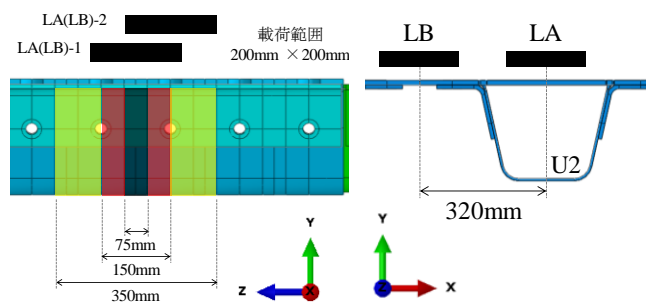 LA(LB)-2
LA(LB)-1
載荷範囲
200mm ×200mm
LB
LA
U2
320mm
75mm
150mm
350mm
Y
Z
X
Y
Z
X